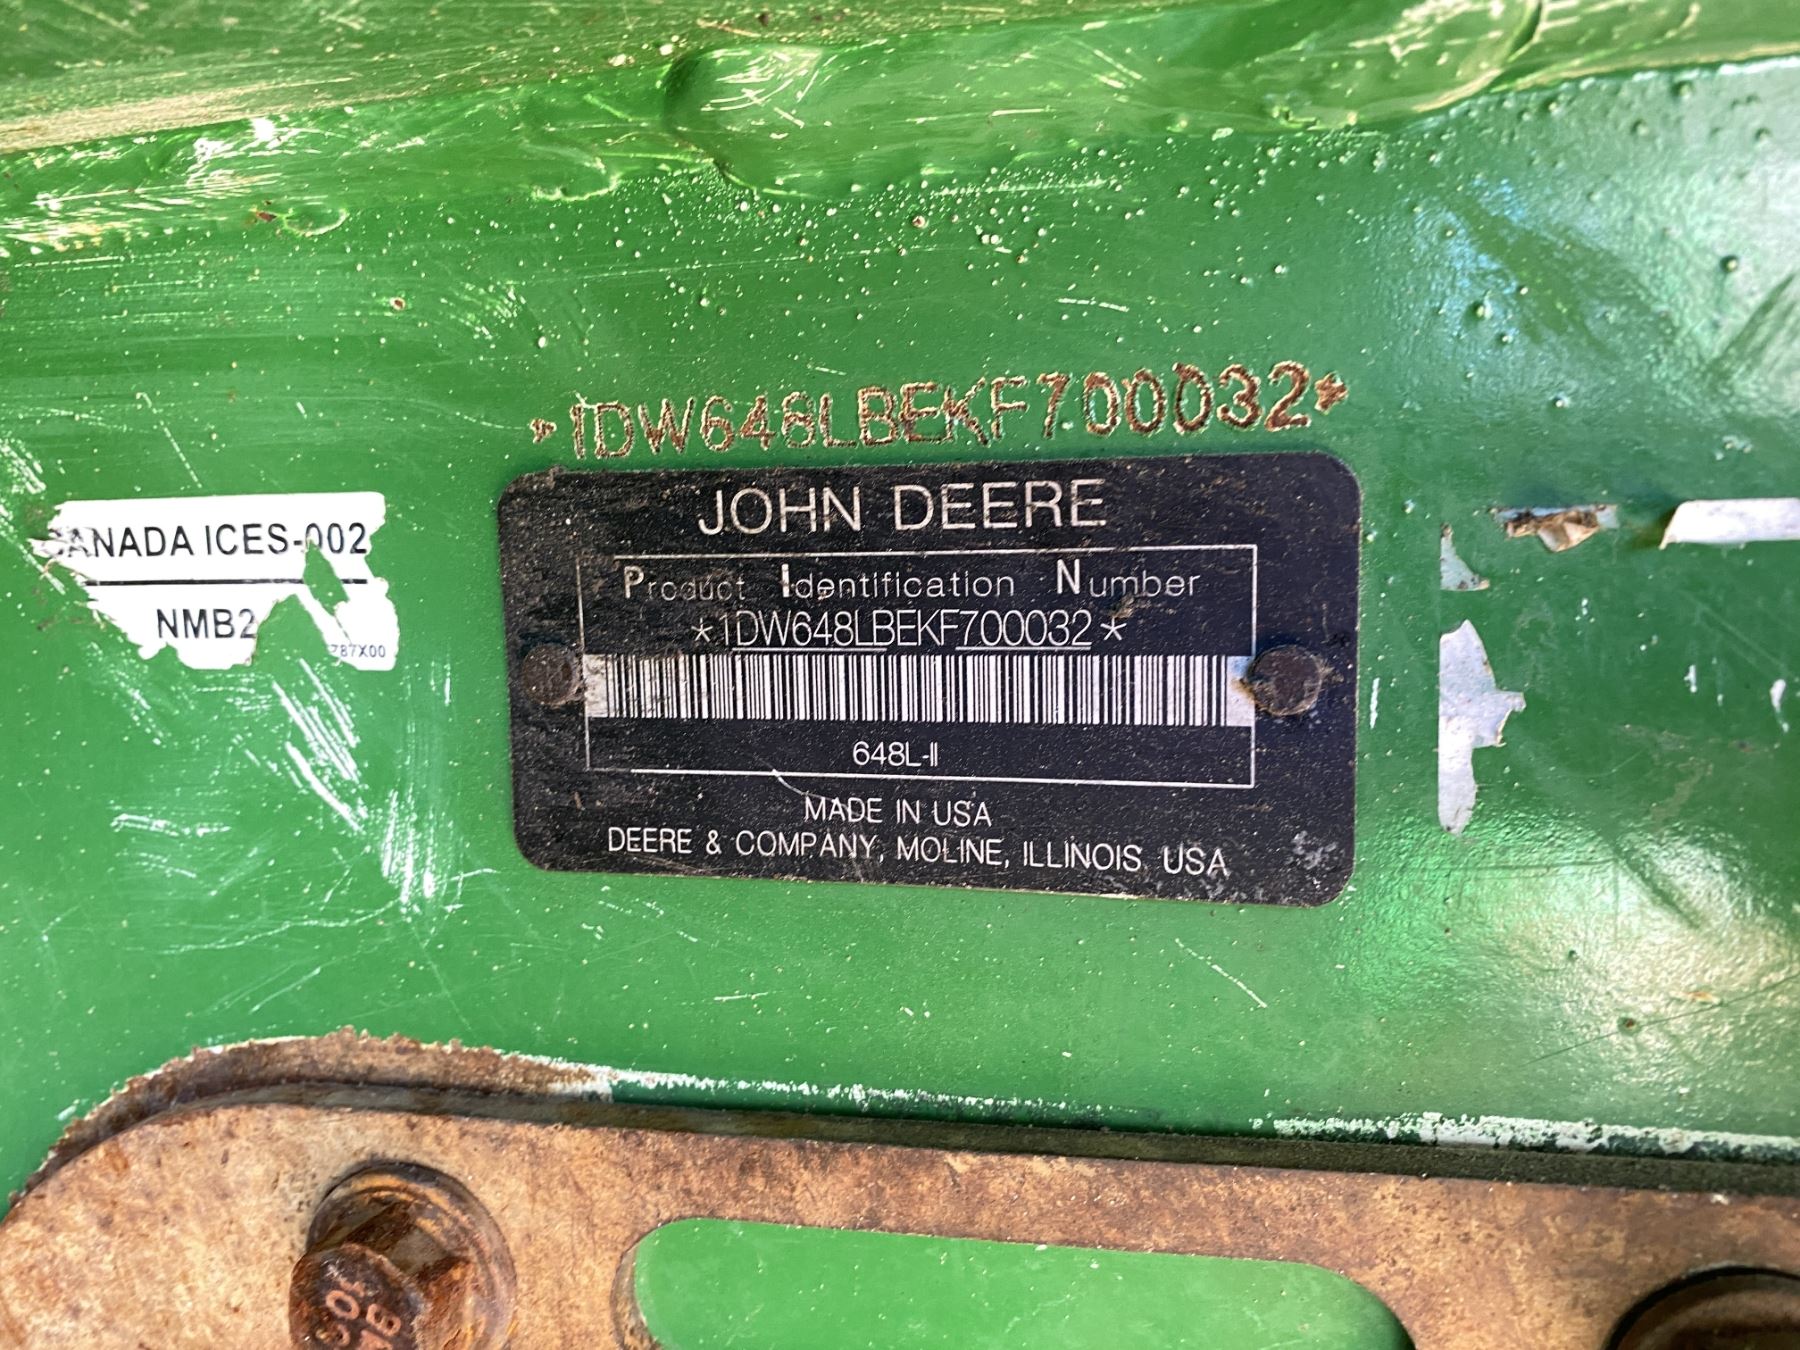 *1DW648LBEKF700032*
CANADA ICES-002
NMB2
787X00
JOHN DEERE
Product Identification Number
*1DW648LBEKF700032*
648L-II
MADE IN USA
DEERE & COMPANY, MOLINE, ILLINOIS, USA